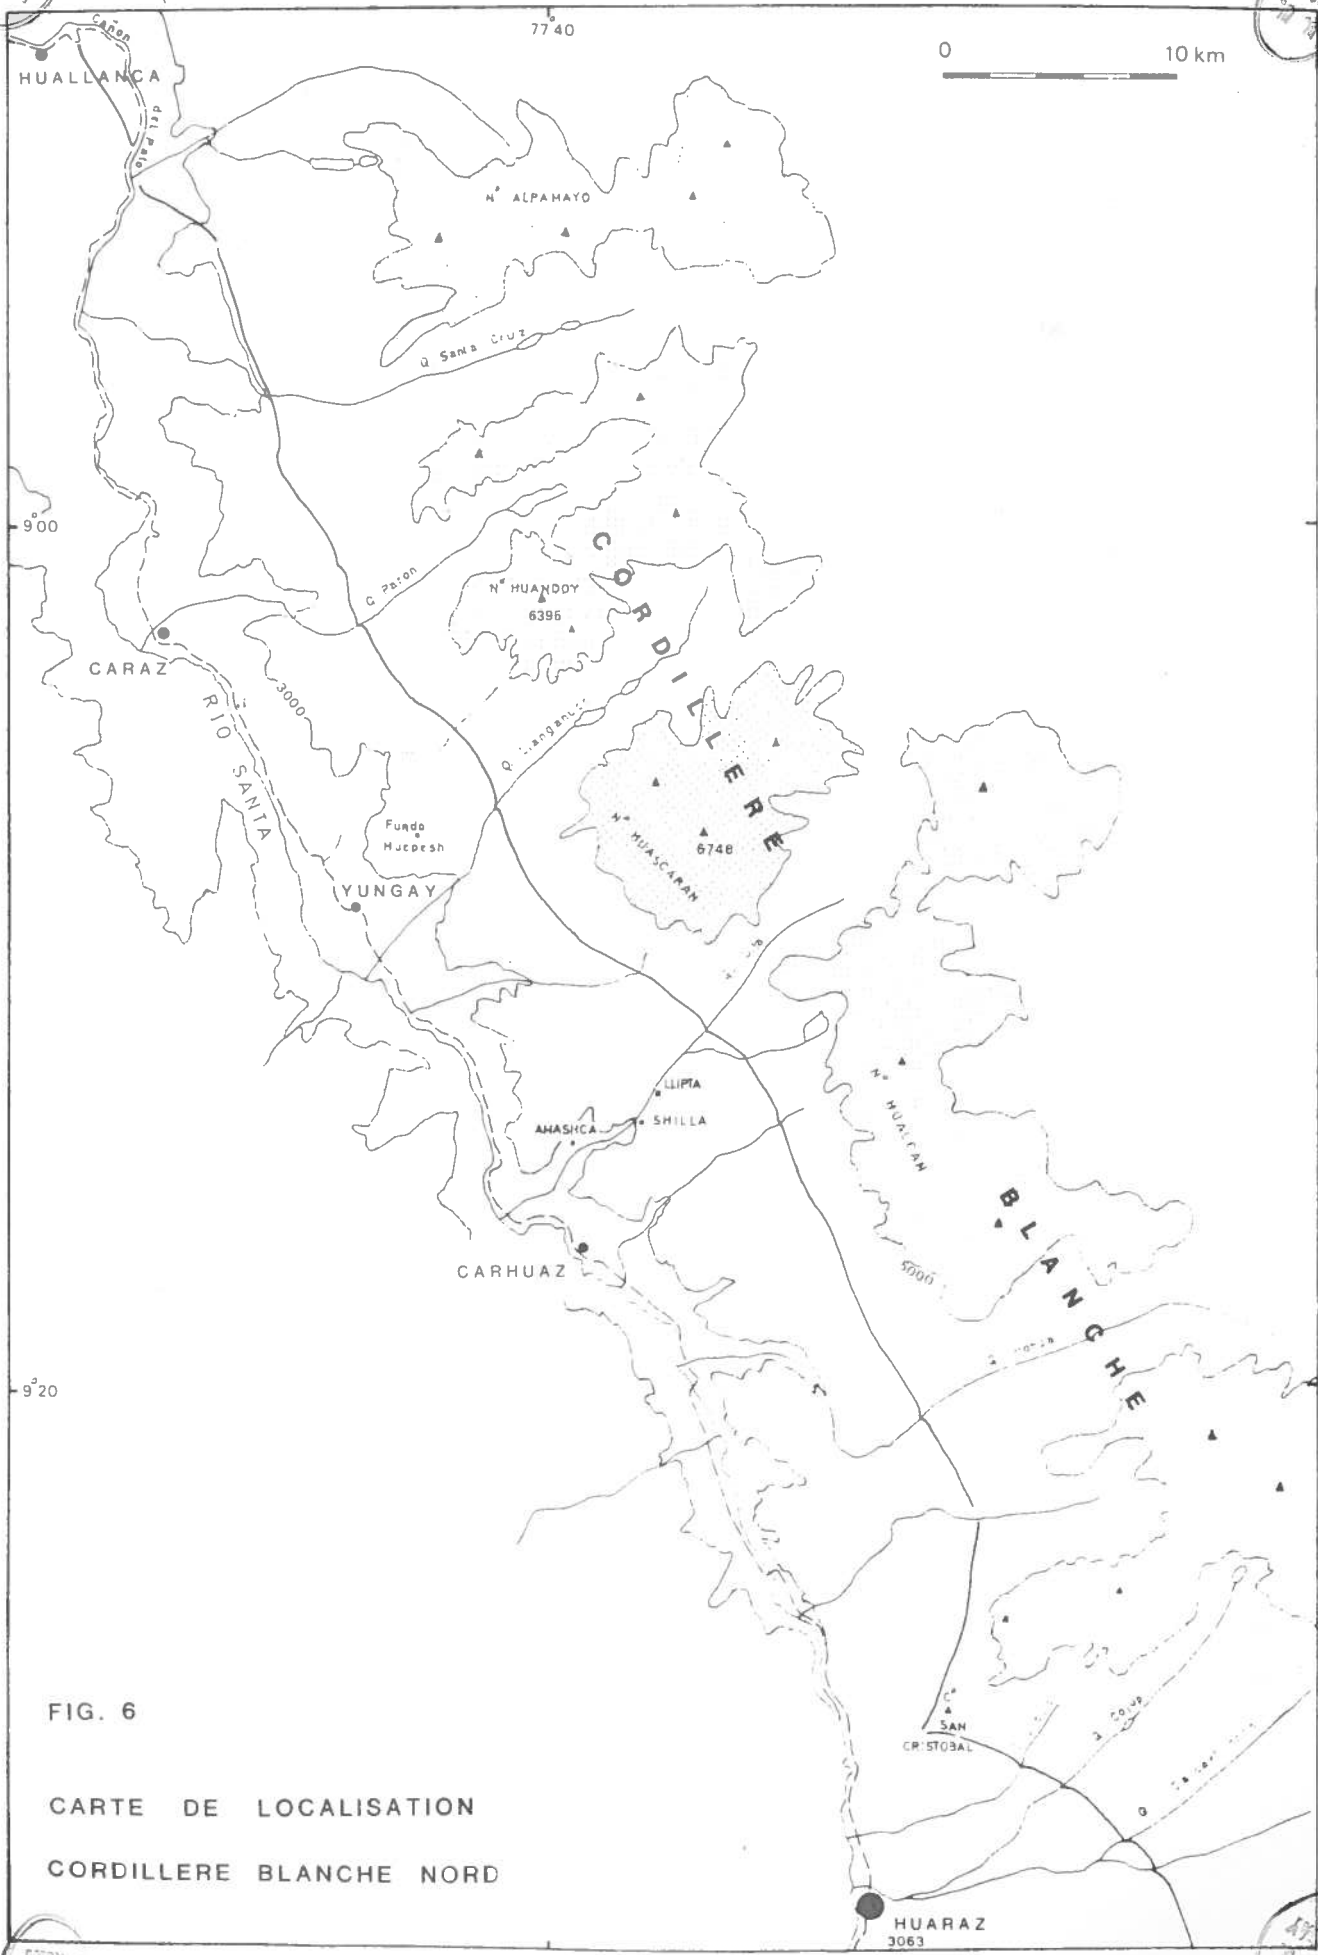 77°40
0 10 km
Cañon
del Pato
HUALLANCA
Nº ALPAMAYO
Q Santa Cruz
9°00
Q Paron
Nº HUANDOY
6396
CORDILLERE
CARAZ
3000
RIO
SANTA
Q.
Fundo
Huepesh
Nº HUASCARAN
6748
YUNGAY
LLIPTA
SHILLA
Nº HUALCAN
CARHUAZ
5000
BLANCHE
9°20
FIG. 6
Cº
SAN
CRISTOBAL
Q
CARTE DE LOCALISATION
CORDILLERE BLANCHE NORD
HUARAZ
3063